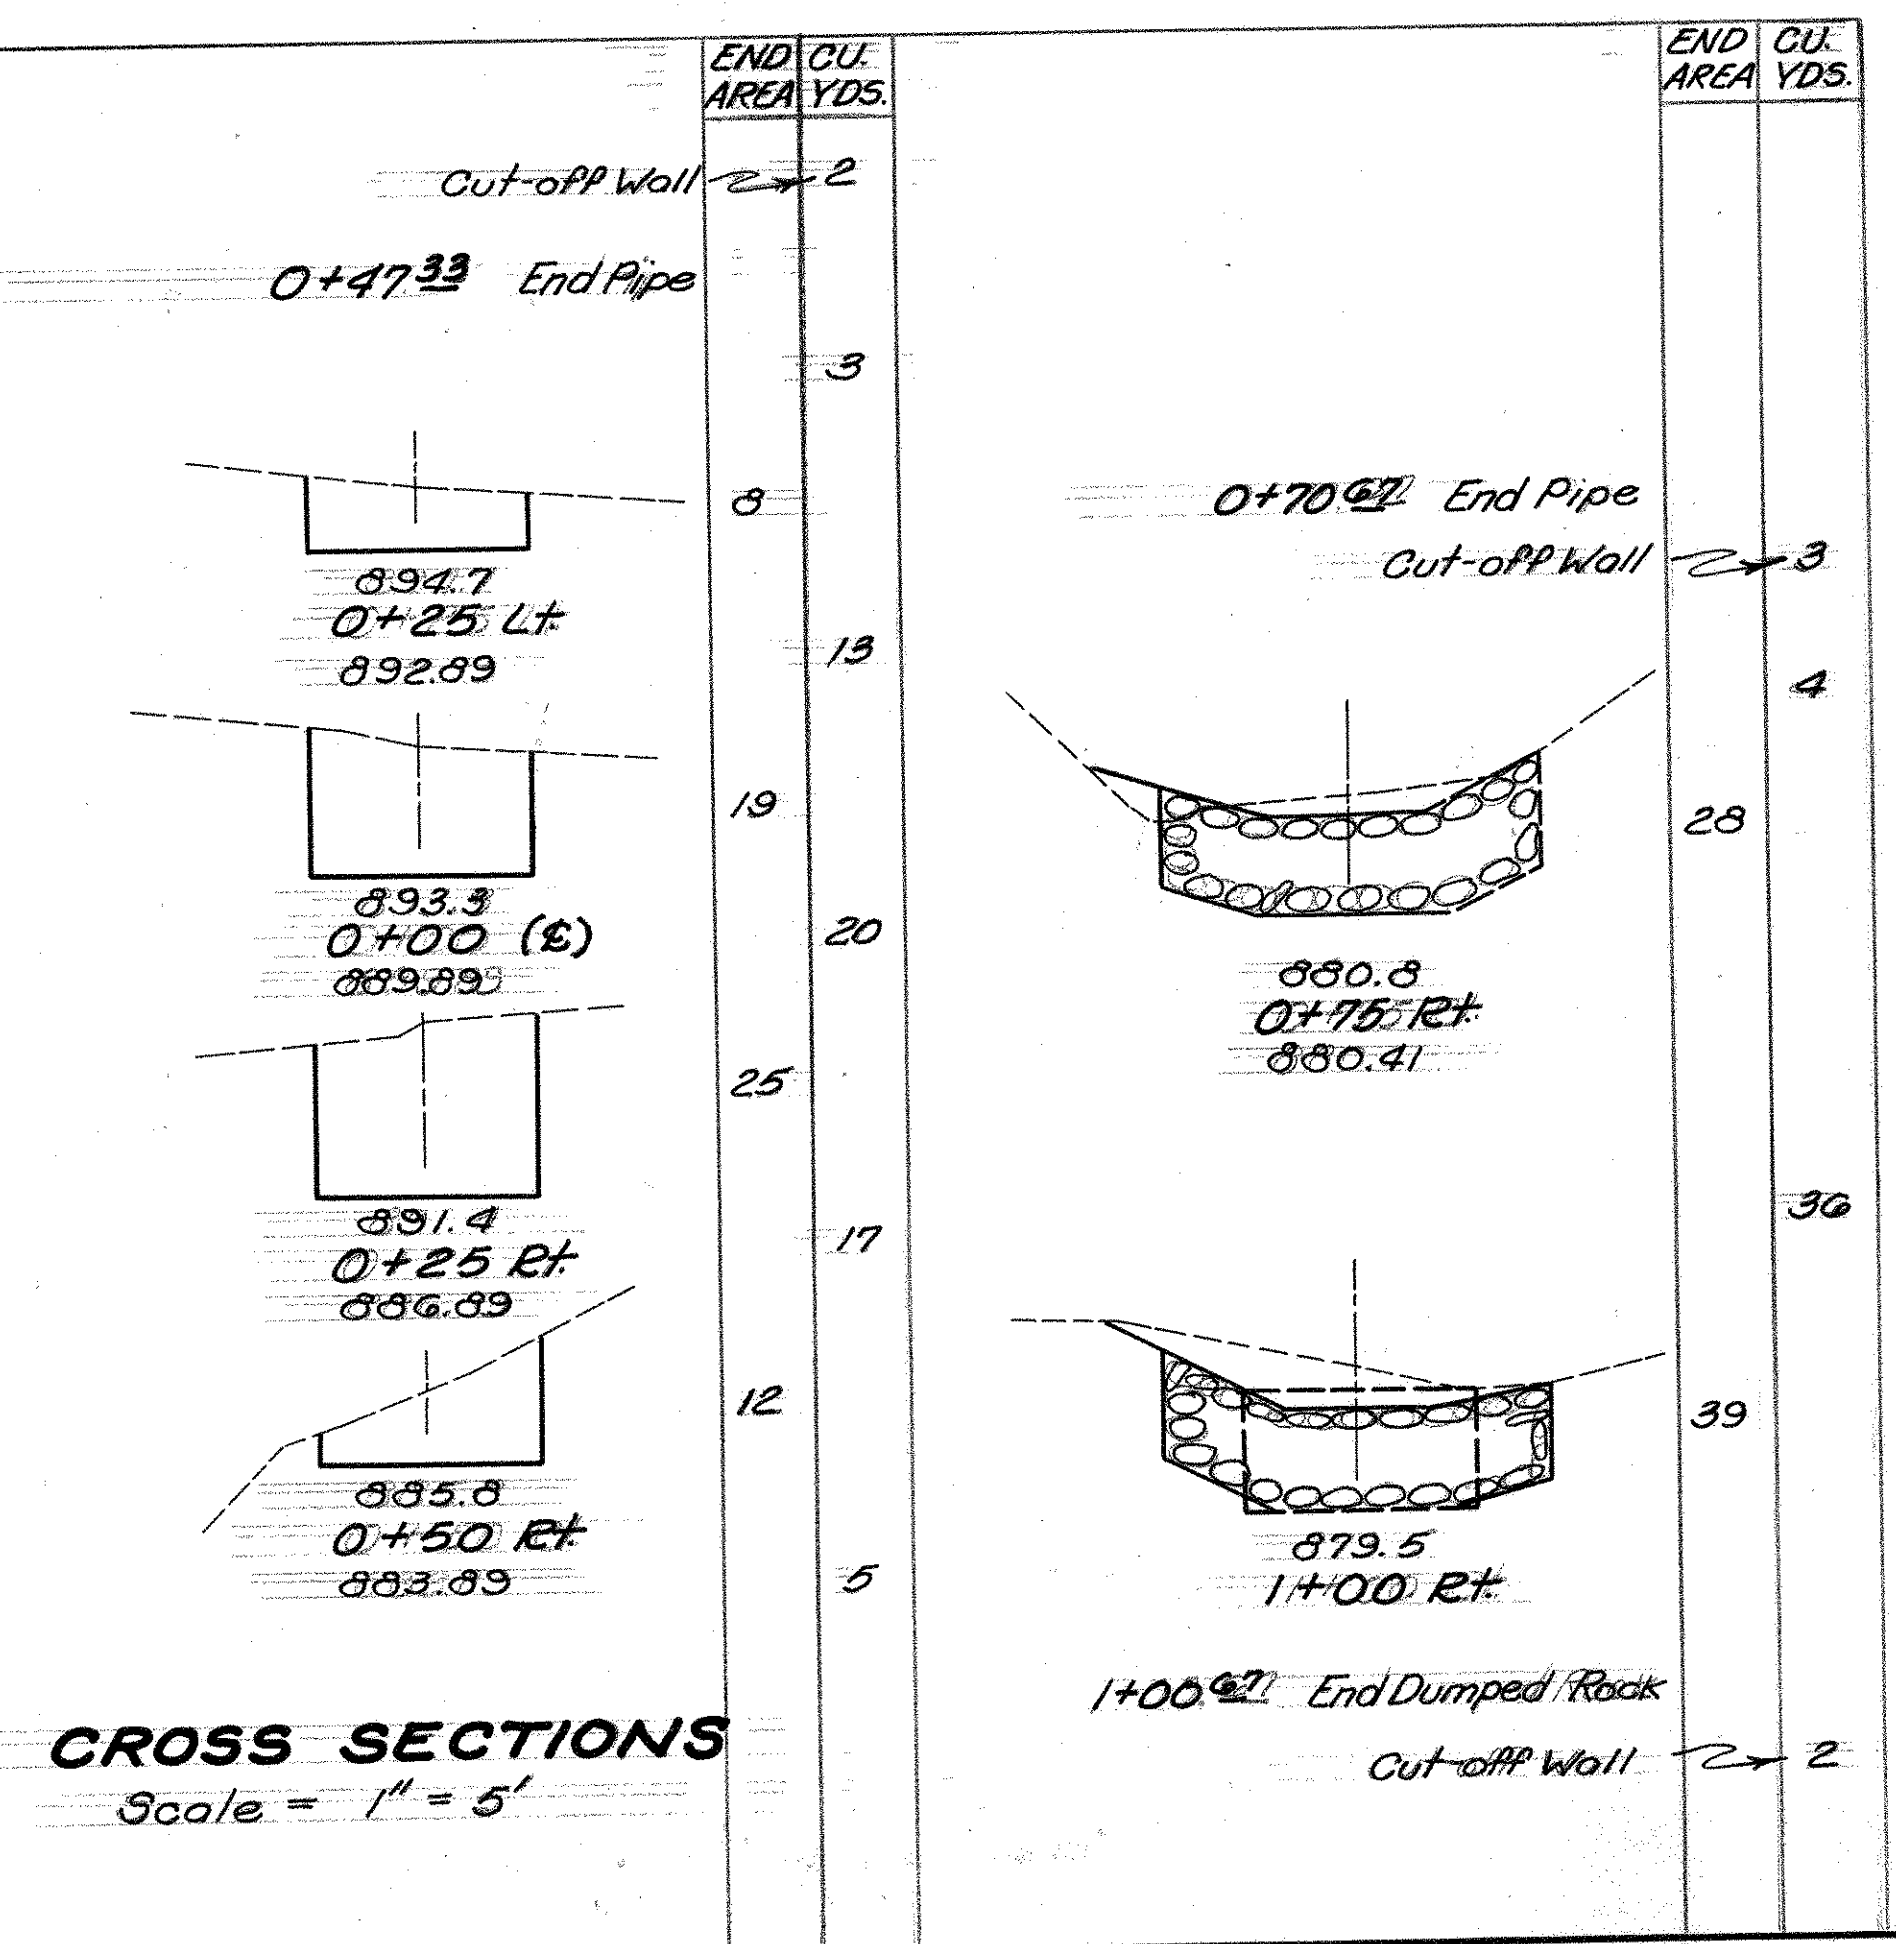 END CU.
AREA YDS.
Cut-off Wall 2
0+47 33 End Pipe
3
8
894.7
0+25 Lt.
892.89
13
19
893.3
0+00 (℄)
889.89
20
25
891.4
0+25 Rt.
886.89
17
12
885.8
0+50 Rt.
883.89
5
CROSS SECTIONS
Scale = 1" = 5'
END CU.
AREA YDS.
0+70.67 End Pipe
Cut-off Wall 3
4
28
880.8
0+75 Rt.
880.41
36
39
879.5
1+00 Rt.
1+00 67 End Dumped Rock
Cut-off Wall 2